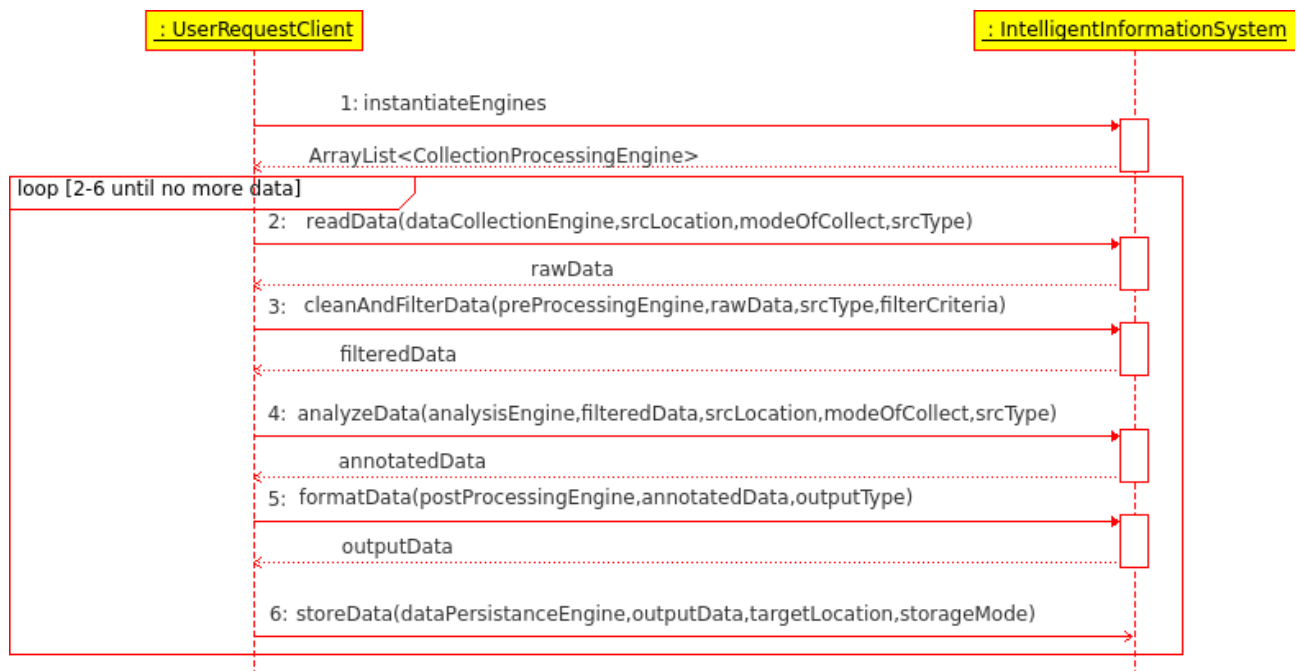 : UserRequestClient
: IntelligentInformationSystem
1: instantiateEngines
ArrayList<CollectionProcessingEngine>
loop [2-6 until no more data]
2: readData(dataCollectionEngine,srcLocation,modeOfCollect,srcType)
rawData
3: cleanAndFilterData(preProcessingEngine,rawData,srcType,filterCriteria)
filteredData
4: analyzeData(analysisEngine,filteredData,srcLocation,modeOfCollect,srcType)
annotatedData
5: formatData(postProcessingEngine,annotatedData,outputType)
outputData
6: storeData(dataPersistanceEngine,outputData,targetLocation,storageMode)